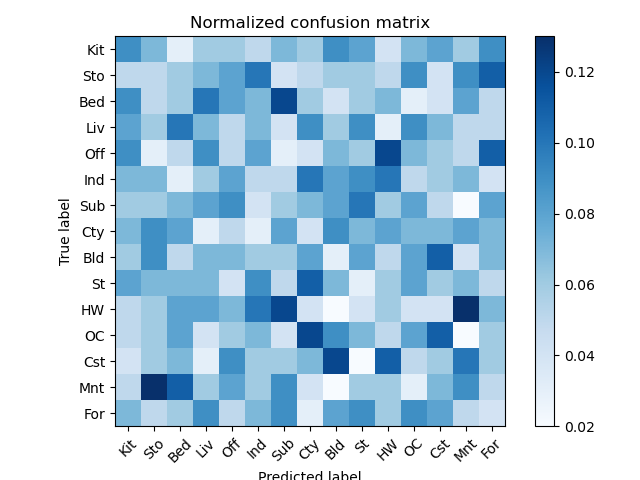 Normalized confusion matrix
True label
Kit
Sto
Bed
Liv
Off
Ind
Sub
Cty
Bld
St
HW
OC
Cst
Mnt
For
Kit Sto Bed Liv Off Ind Sub Cty Bld St HW OC Cst Mnt For
Predicted label
0.12
0.10
0.08
0.06
0.04
0.02